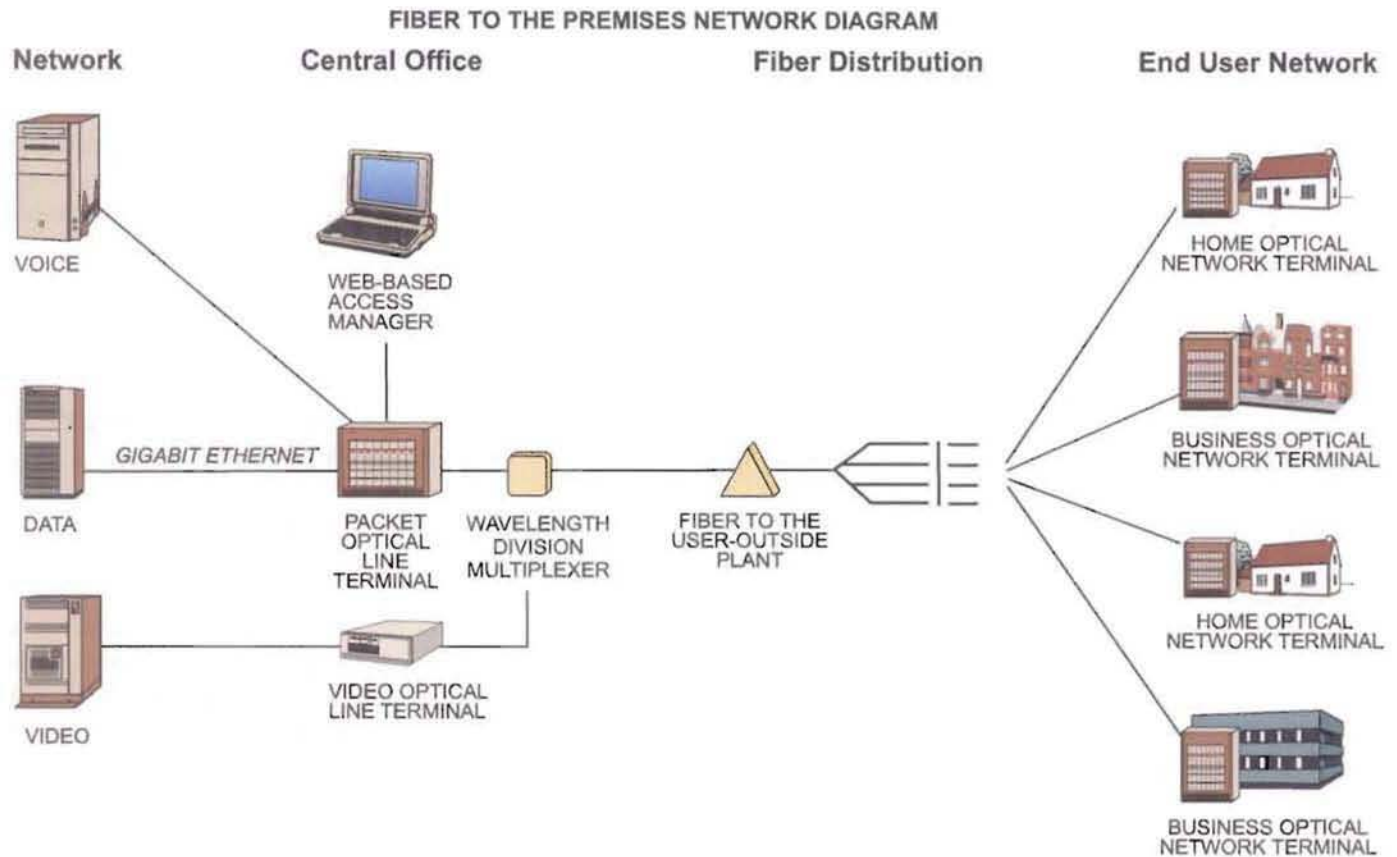 FIBER TO THE PREMISES NETWORK DIAGRAM
Network
Central Office
Fiber Distribution
End User Network
VOICE
WEB-BASED
ACCESS
MANAGER
HOME OPTICAL
NETWORK TERMINAL
BUSINESS OPTICAL
NETWORK TERMINAL
GIGABIT ETHERNET
DATA
PACKET
OPTICAL
LINE
TERMINAL
WAVELENGTH
DIVISION
MULTIPLEXER
FIBER TO THE
USER-OUTSIDE
PLANT
HOME OPTICAL
NETWORK TERMINAL
VIDEO
VIDEO OPTICAL
LINE TERMINAL
BUSINESS OPTICAL
NETWORK TERMINAL